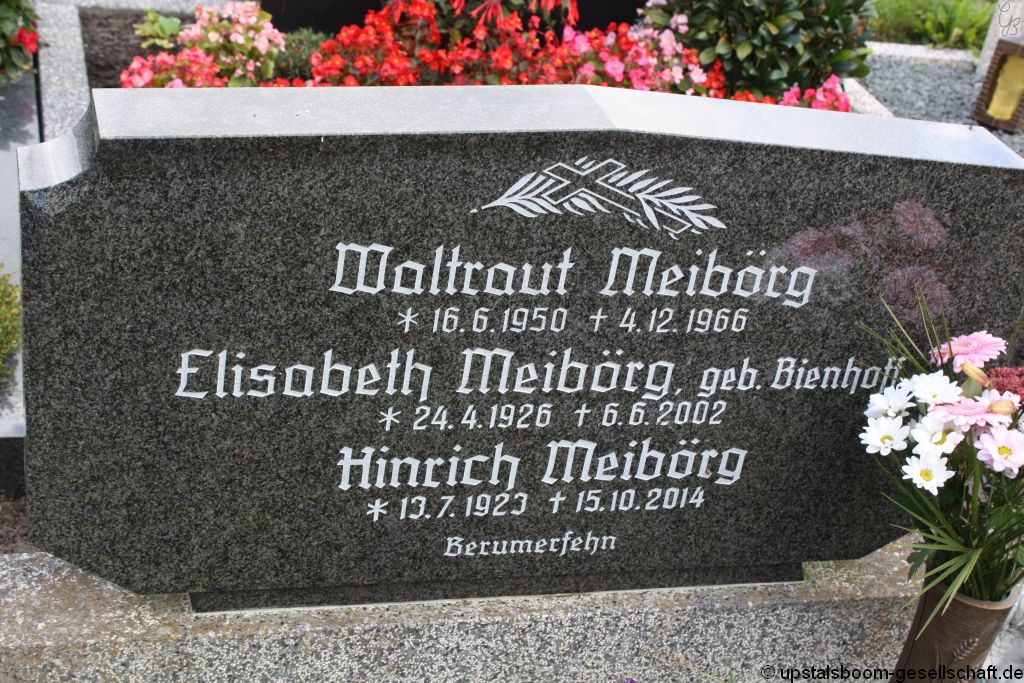 Waltraut Meibörg
* 16.6.1950 † 4.12.1966
Elisabeth Meibörg, geb. Bienhoff
* 24.4.1926 † 6.6.2002
Hinrich Meibörg
* 13.7.1923 † 15.10.2014
Berumerfehn
© upstalsboom-gesellschaft.de